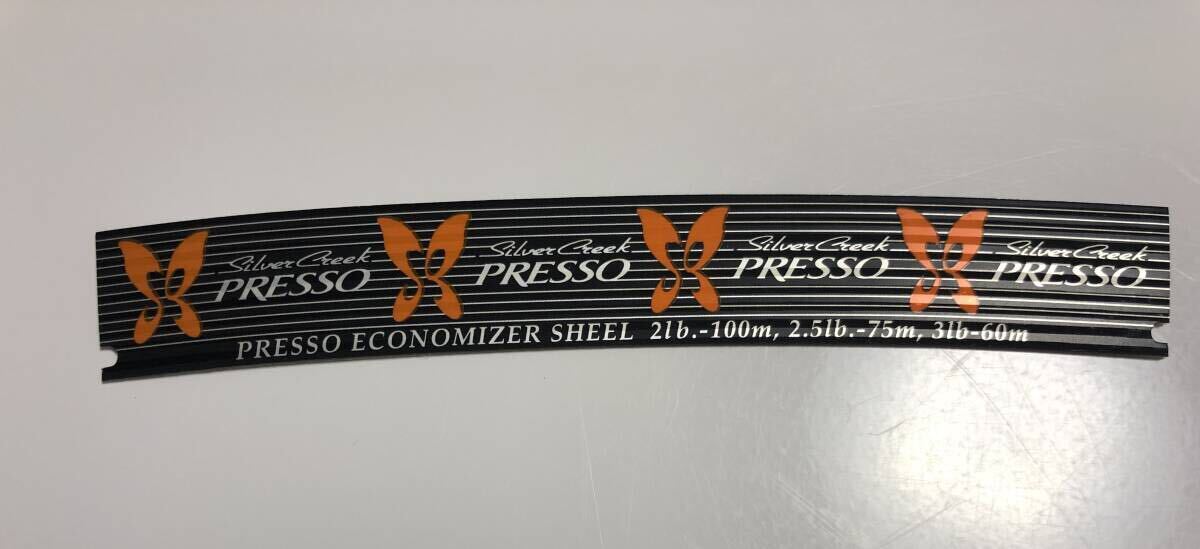 Silver Creek
PRESSO
Silver Creek
PRESSO
Silver Creek
PRESSO
Silver Creek
PRESSO
PRESSO ECONOMIZER SHEEL 2lb.-100m, 2.5lb.-75m, 3lb-60m